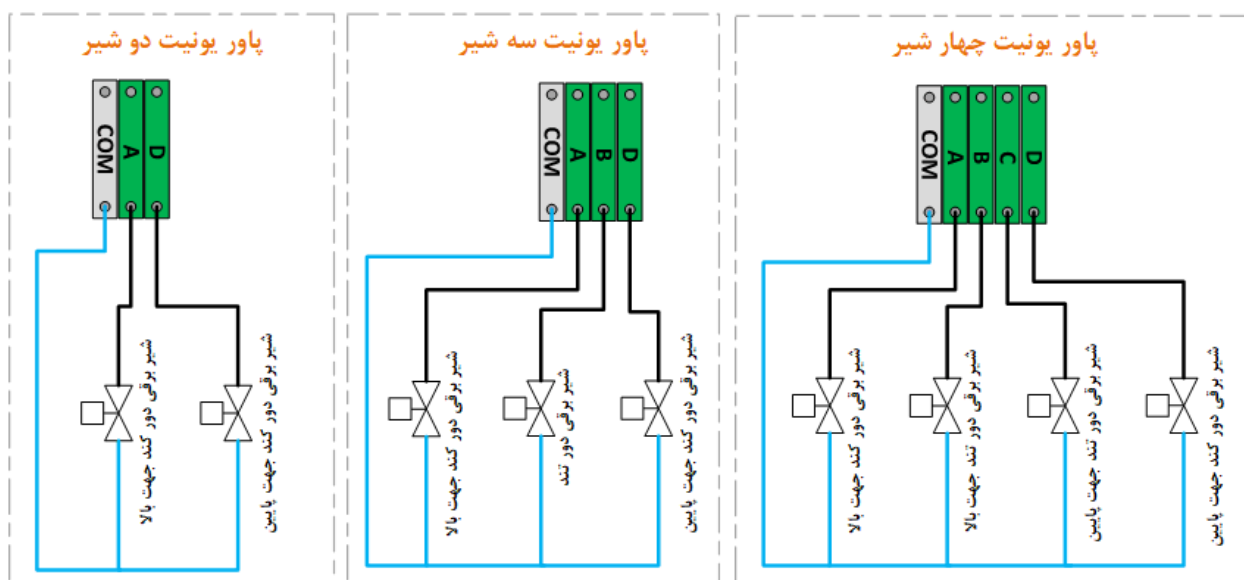 پاور یونیت دو شیر
COM
A
D
شیر برقی دور کند جهت بالا
شیر برقی دور کند جهت پایین
پاور یونیت سه شیر
COM
A
B
D
شیر برقی دور کند جهت بالا
شیر برقی دور تند
شیر برقی دور کند جهت پایین
پاور یونیت چهار شیر
COM
A
B
C
D
شیر برقی دور کند جهت بالا
شیر برقی دور تند جهت بالا
شیر برقی دور تند جهت پایین
شیر برقی دور کند جهت پایین